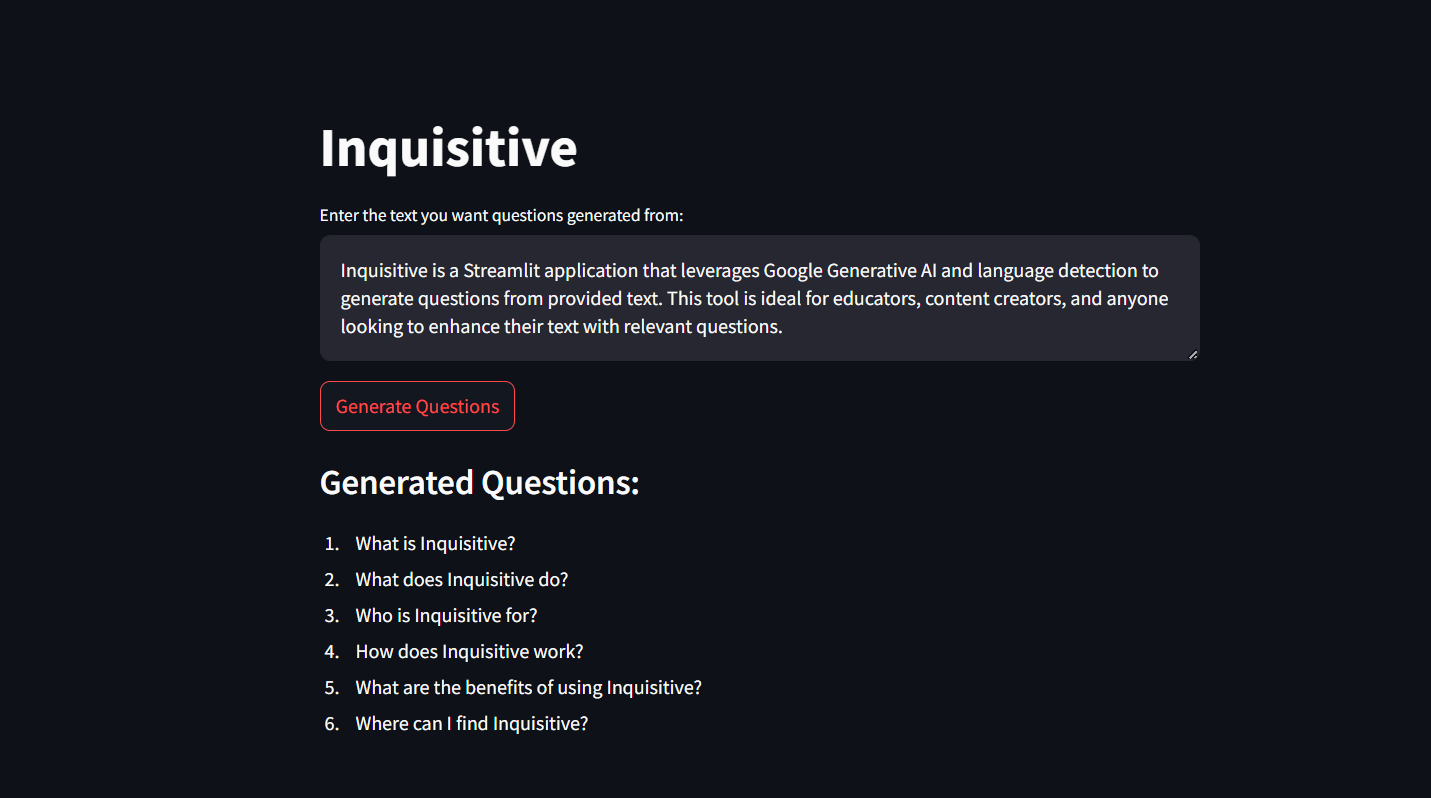 Inquisitive
Enter the text you want questions generated from:
Inquisitive is a Streamlit application that leverages Google Generative AI and language detection to
generate questions from provided text. This tool is ideal for educators, content creators, and anyone
looking to enhance their text with relevant questions.
Generate Questions
Generated Questions:
1. What is Inquisitive?
2. What does Inquisitive do?
3. Who is Inquisitive for?
4. How does Inquisitive work?
5. What are the benefits of using Inquisitive?
6. Where can I find Inquisitive?